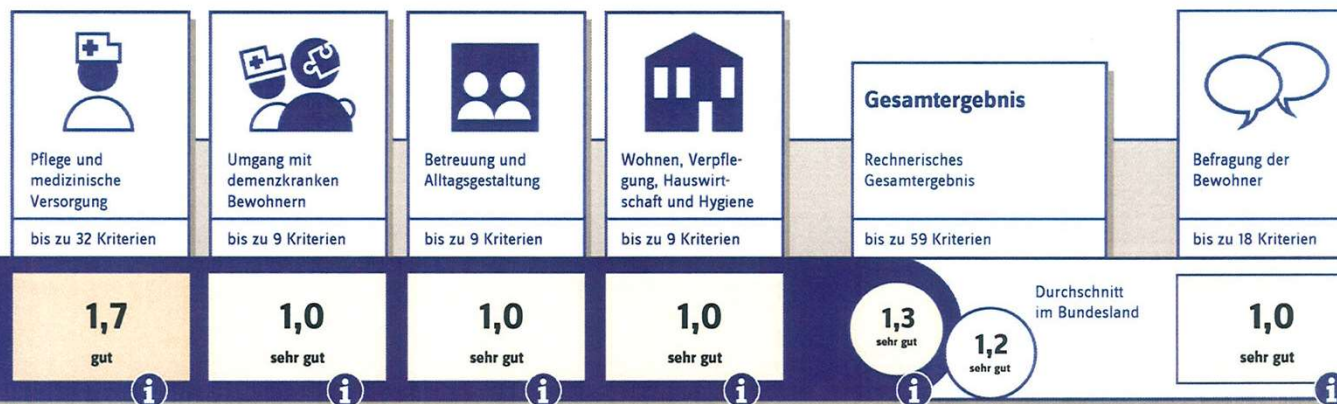 Pflege und
medizinische
Versorgung
bis zu 32 Kriterien
1,7
gut
i
Umgang mit
demenzkranken
Bewohnern
bis zu 9 Kriterien
1,0
sehr gut
i
Betreuung und
Alltagsgestaltung
bis zu 9 Kriterien
1,0
sehr gut
i
Wohnen, Verpfle-
gung, Hauswirt-
schaft und Hygiene
bis zu 9 Kriterien
1,0
sehr gut
i
Gesamtergebnis
Rechnerisches
Gesamtergebnis
bis zu 59 Kriterien
1,3
sehr gut
i
1,2
sehr gut
Durchschnitt
im Bundesland
Befragung der
Bewohner
bis zu 18 Kriterien
1,0
sehr gut
i